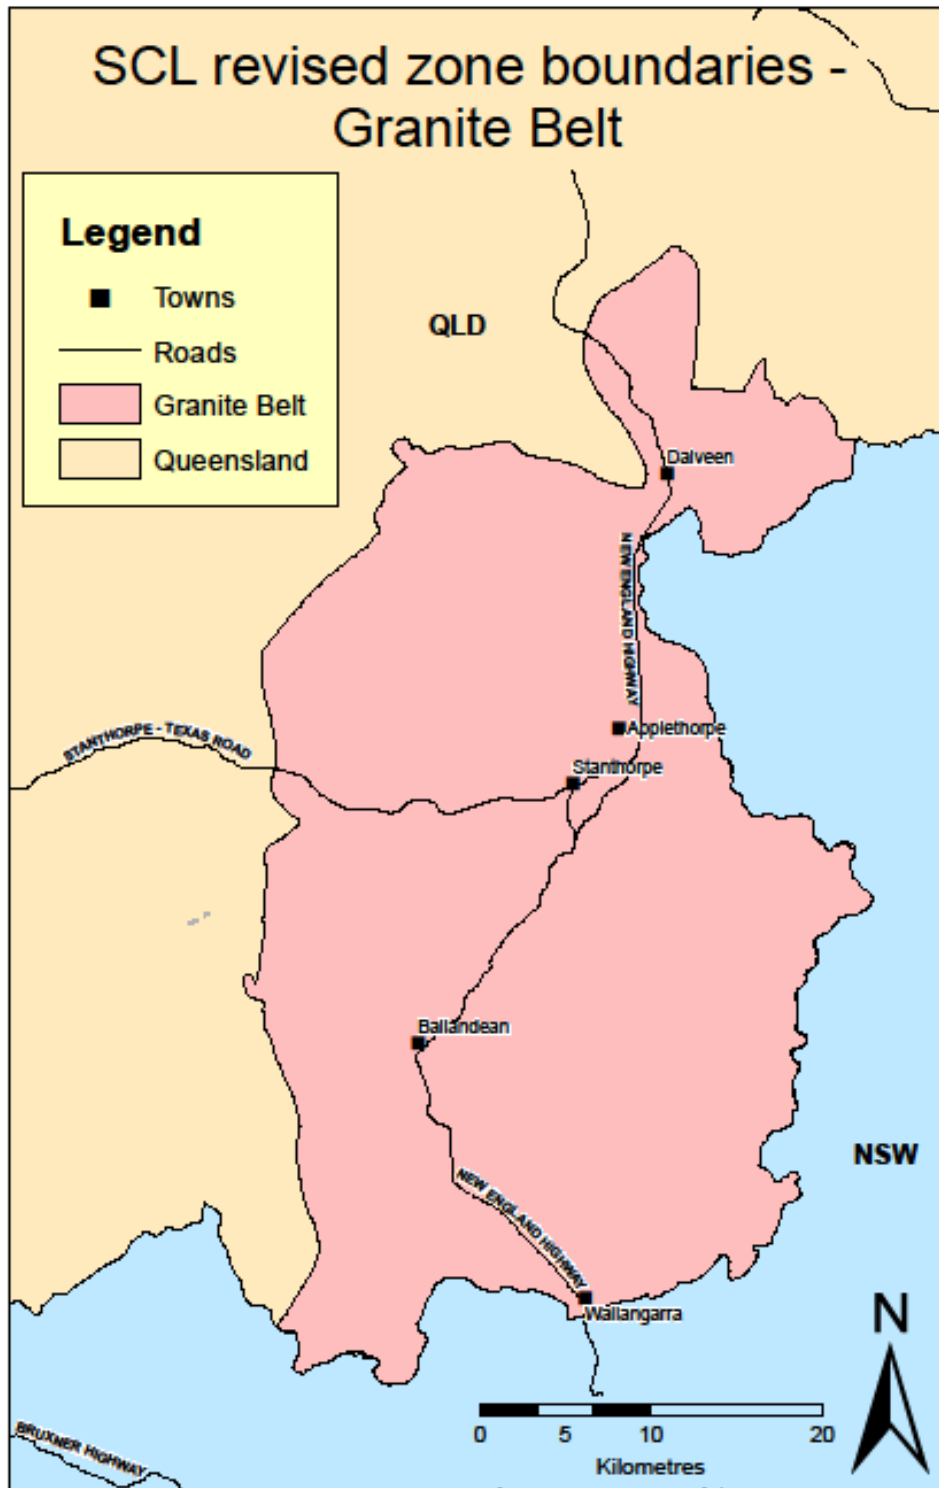 SCL revised zone boundaries -
Granite Belt
Legend
Towns
Roads
Granite Belt
Queensland
QLD
Dalveen
NEW ENGLAND HIGHWAY
Applethorpe
STANTHORPE - TEXAS ROAD
Stanthorpe
Ballandean
NSW
NEW ENGLAND HIGHWAY
Wallangarra
N
BRUXNER HIGHWAY
0 5 10 20
Kilometres